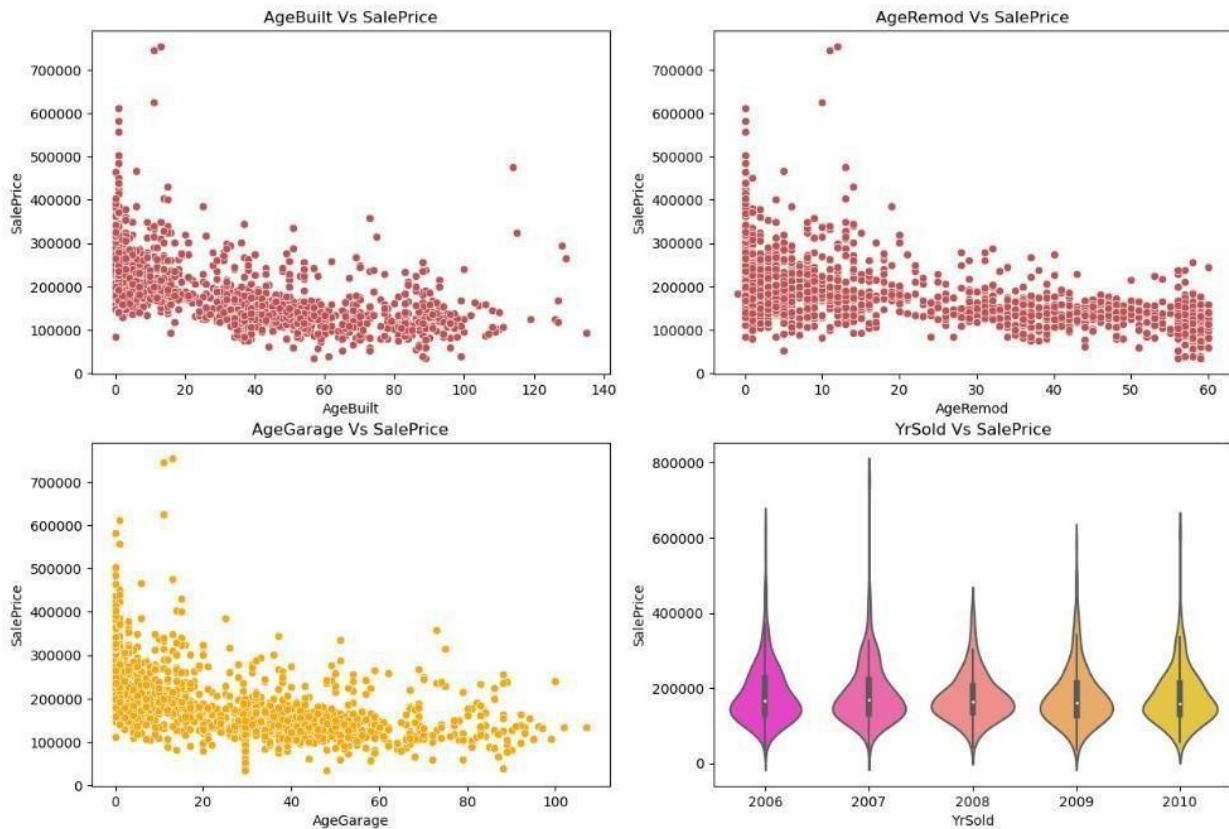 AgeBuilt Vs SalePrice
700000
600000
500000
400000
300000
200000
100000
0
SalePrice
0 20 40 60 80 100 120 140
AgeBuilt
AgeRemod Vs SalePrice
700000
600000
500000
400000
300000
200000
100000
0
SalePrice
0 10 20 30 40 50 60
AgeRemod
AgeGarage Vs SalePrice
700000
600000
500000
400000
300000
200000
100000
0
SalePrice
0 20 40 60 80 100
AgeGarage
YrSold Vs SalePrice
800000
600000
400000
200000
0
SalePrice
2006 2007 2008 2009 2010
YrSold